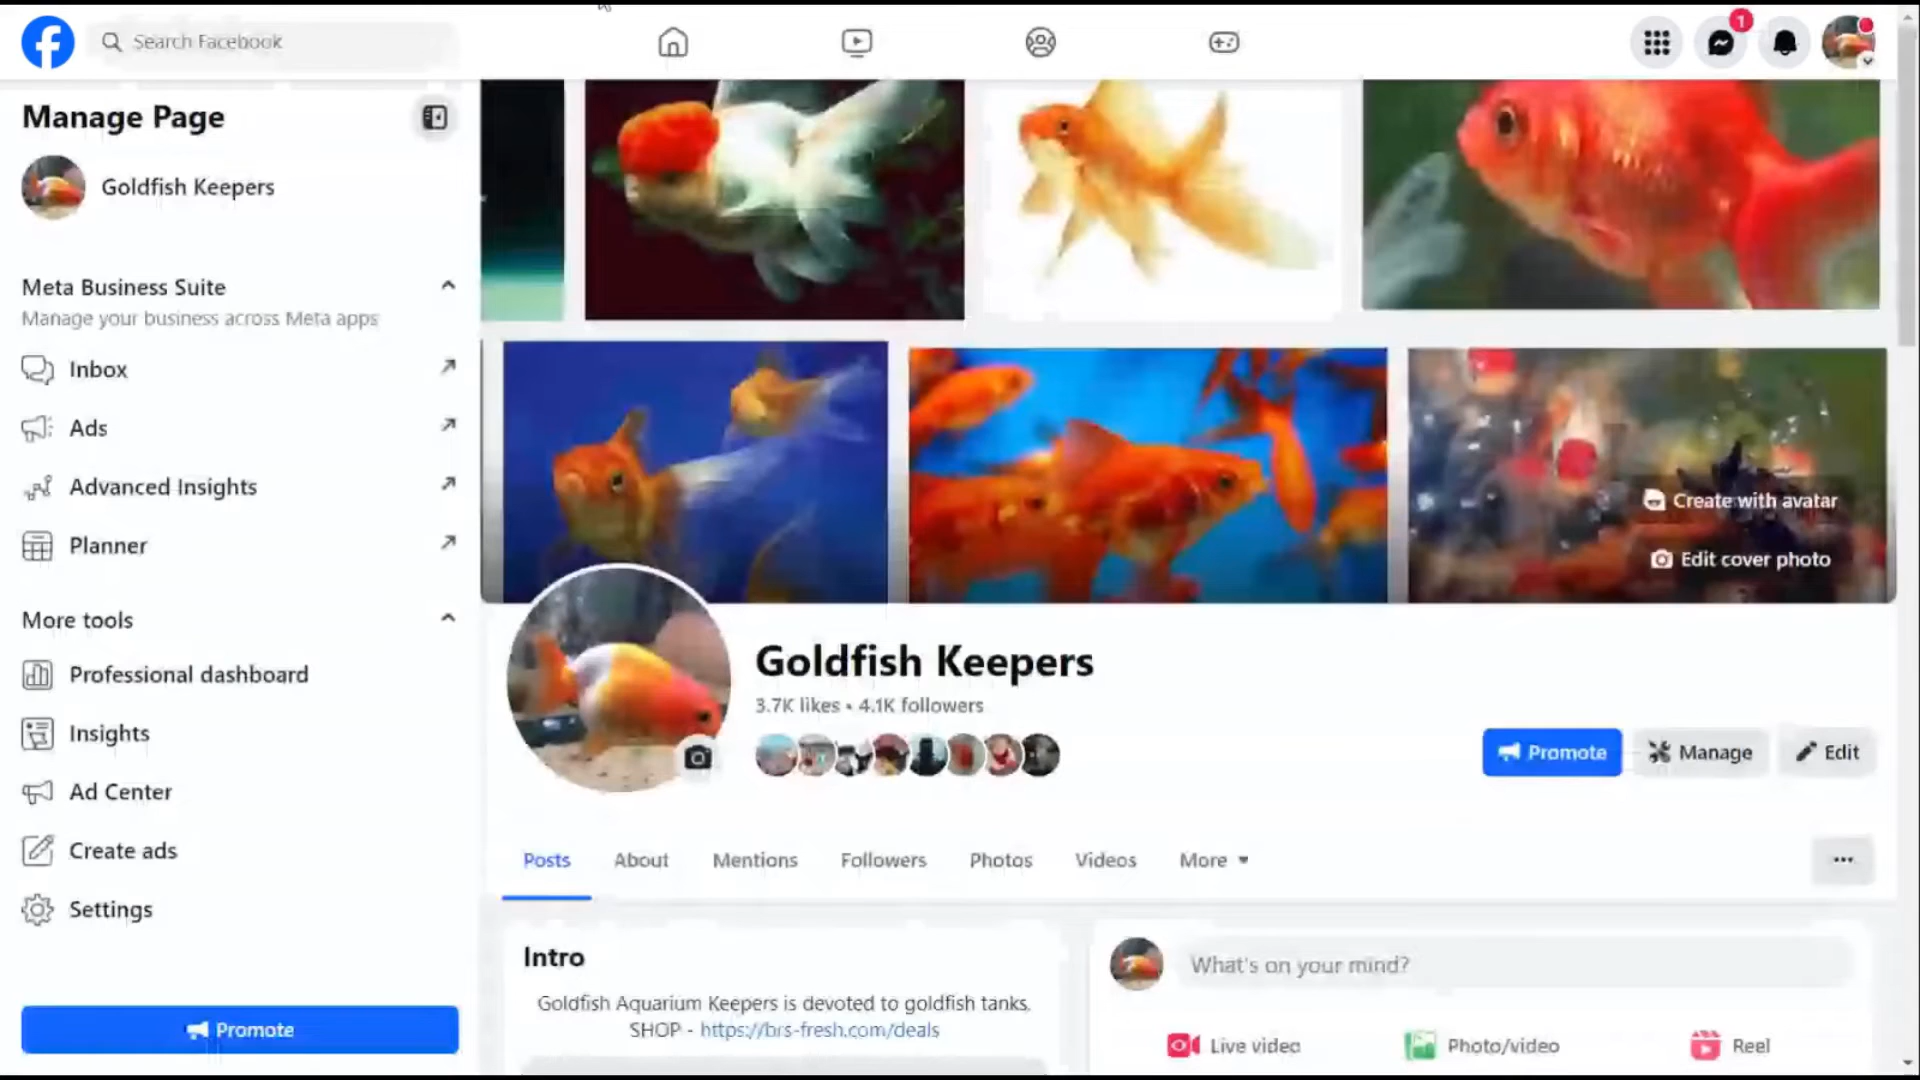 Search Facebook
1
Manage Page
Goldfish Keepers
Meta Business Suite
Manage your business across Meta apps
Inbox
Ads
Advanced Insights
Planner
More tools
Professional dashboard
Insights
Ad Center
Create ads
Settings
Promote
Create with avatar
Edit cover photo
Goldfish Keepers
3.7K likes • 4.1K followers
Promote
Manage
Edit
Posts
About
Mentions
Followers
Photos
Videos
More
Intro
Goldfish Aquarium Keepers is devoted to goldfish tanks.
SHOP - https://brs-fresh.com/deals
What's on your mind?
Live video
Photo/video
Reel